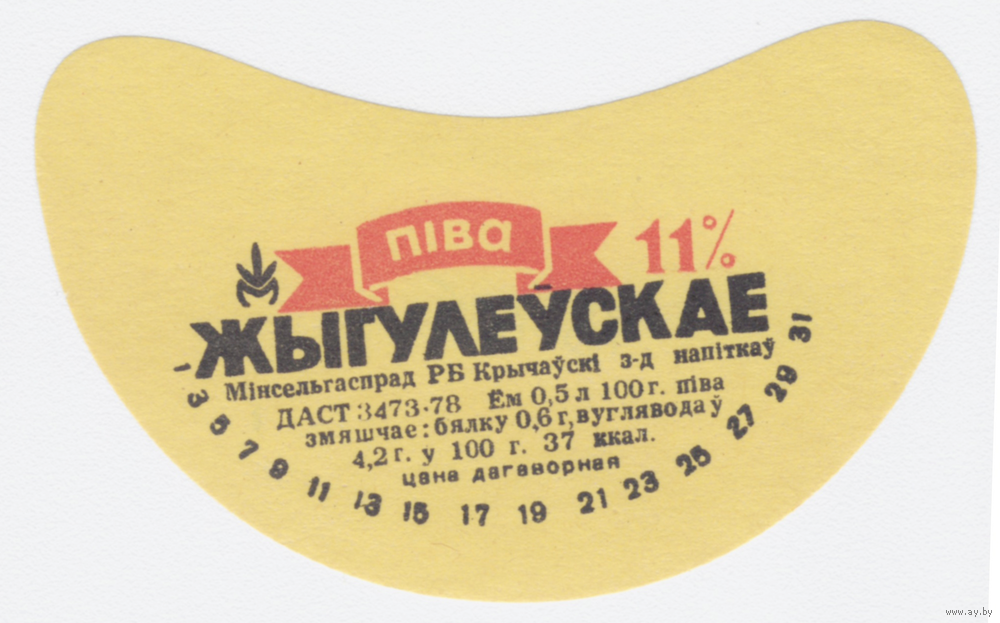 піва
11%
ЖЫГУЛЕЎСКАЕ
Мінсельгаспрад РБ Крычаўскі з-д напіткаў
ДАСТ 3473-78 Ём 0,5 л 100 г. піва
змяшчае: бялку 0,6 г, вуглявода ў
4,2 г. у 100 г. 37 ккал.
цана дагаворная
1 3 5 7 9 11 13 15 17 19 21 23 25 27 29 31
www.ay.by